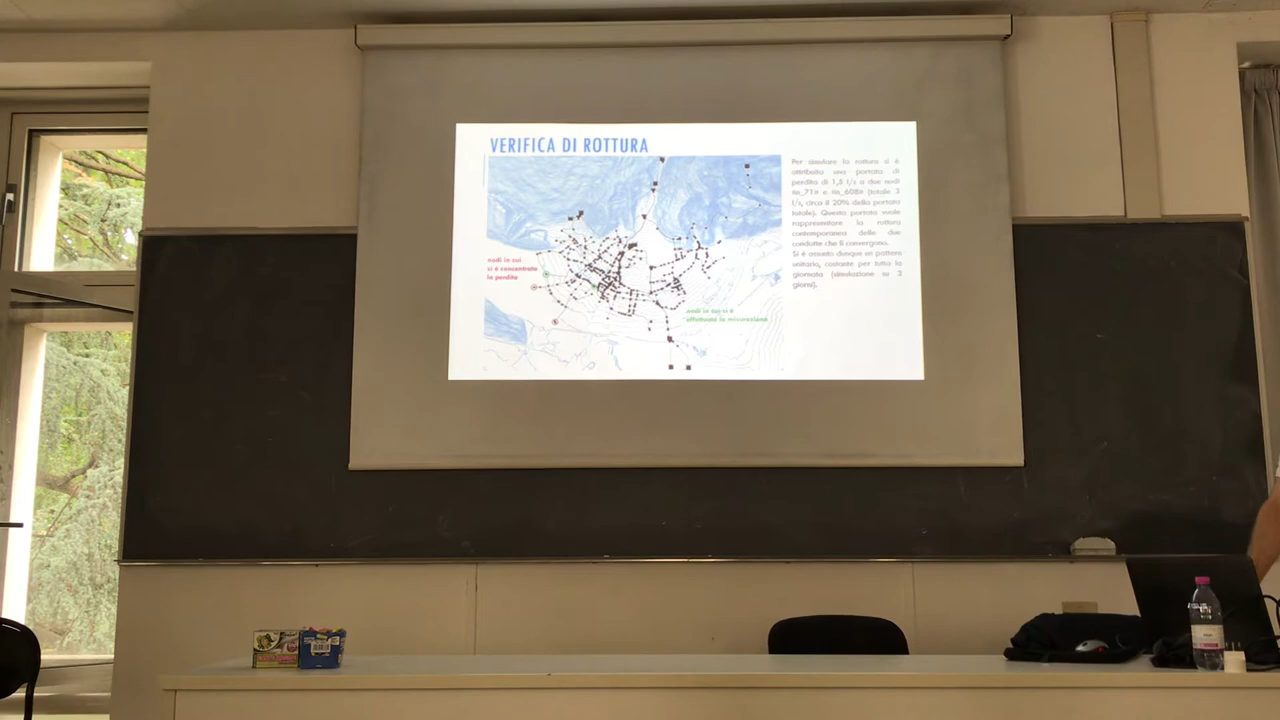 VERIFICA DI ROTTURA
Per simulare la rottura si è
attribuita una portata di
perdita di 1,5 l/s a due nodi
«n_71» e «n_608» (totale 3
l/s, circa il 20% della portata
totale). Questa portata vuole
rappresentare la rottura
contemporanea delle due
condotte che lì convergono.
Si è assunto dunque un pattern
unitario, costante per tutta la
giornata (simulazione su 3
giorni).
nodi in cui
si è concentrata
la perdita
nodi in cui si è
effettuata la misurazione